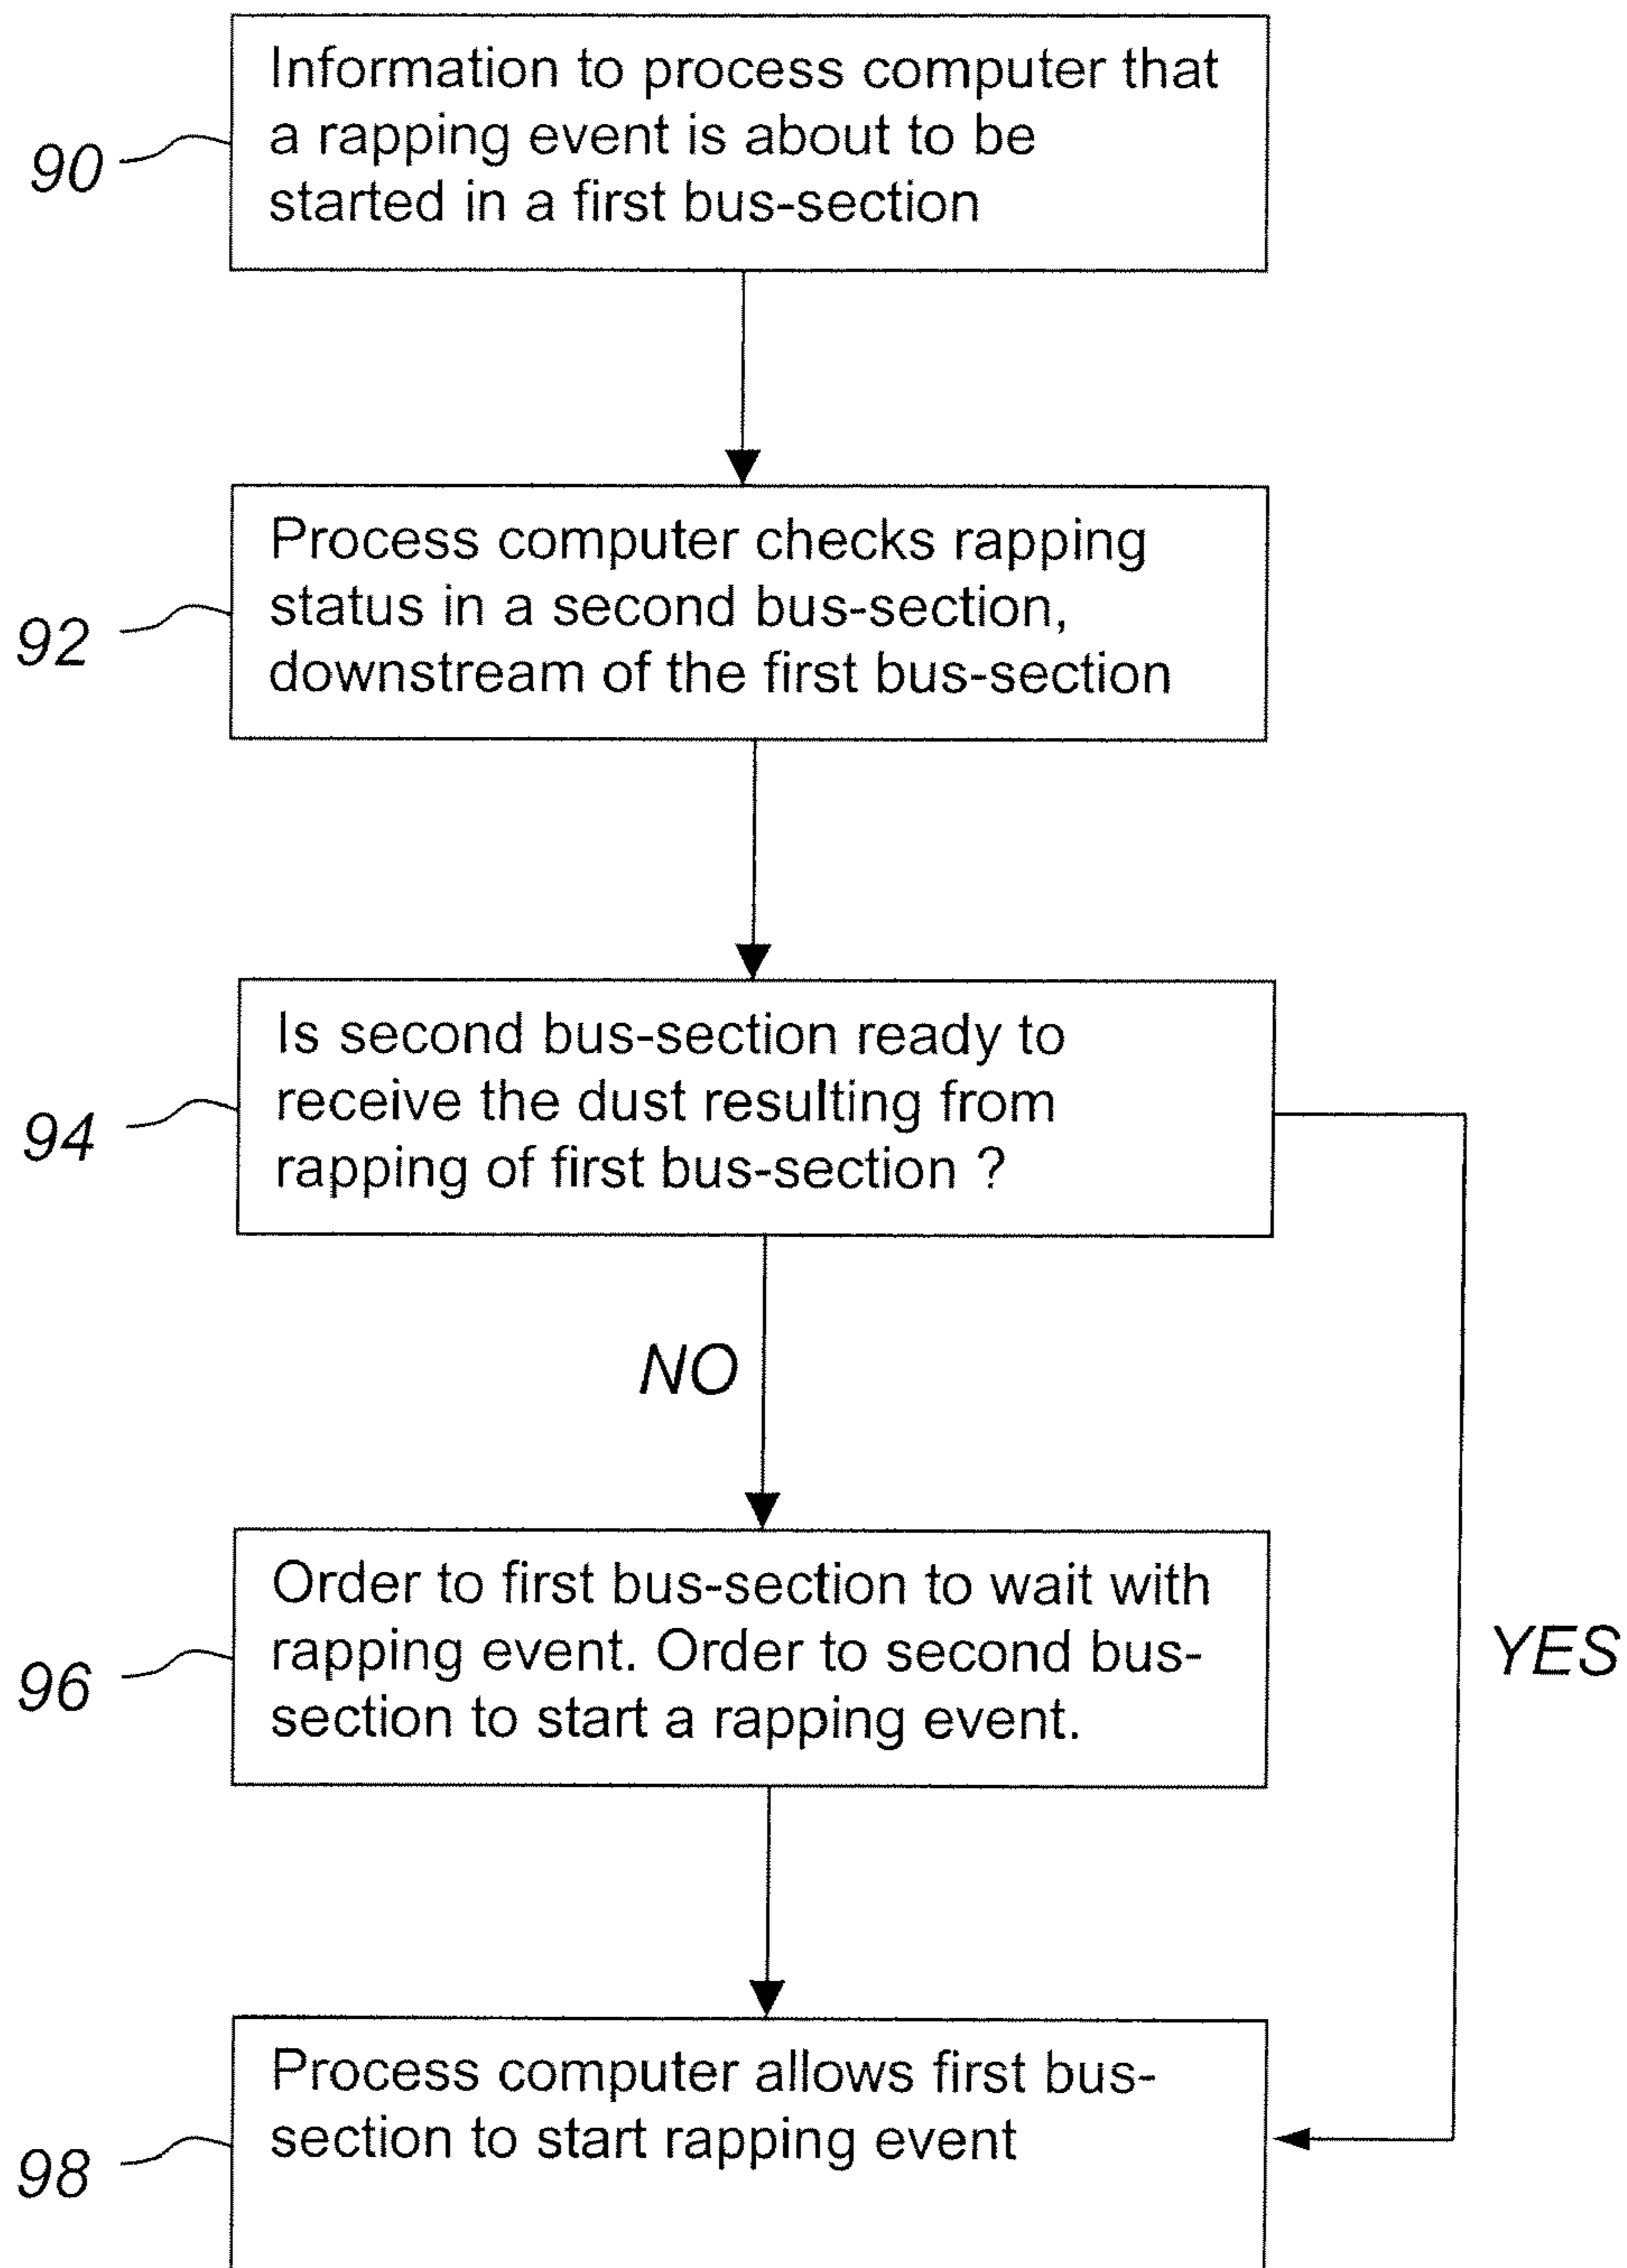 Information to process computer that
a rapping event is about to be
started in a first bus-section
90
Process computer checks rapping
status in a second bus-section,
downstream of the first bus-section
92
Is second bus-section ready to
receive the dust resulting from
rapping of first bus-section ?
94
NO
YES
Order to first bus-section to wait with
rapping event. Order to second bus-
section to start a rapping event.
96
Process computer allows first bus-
section to start rapping event
98